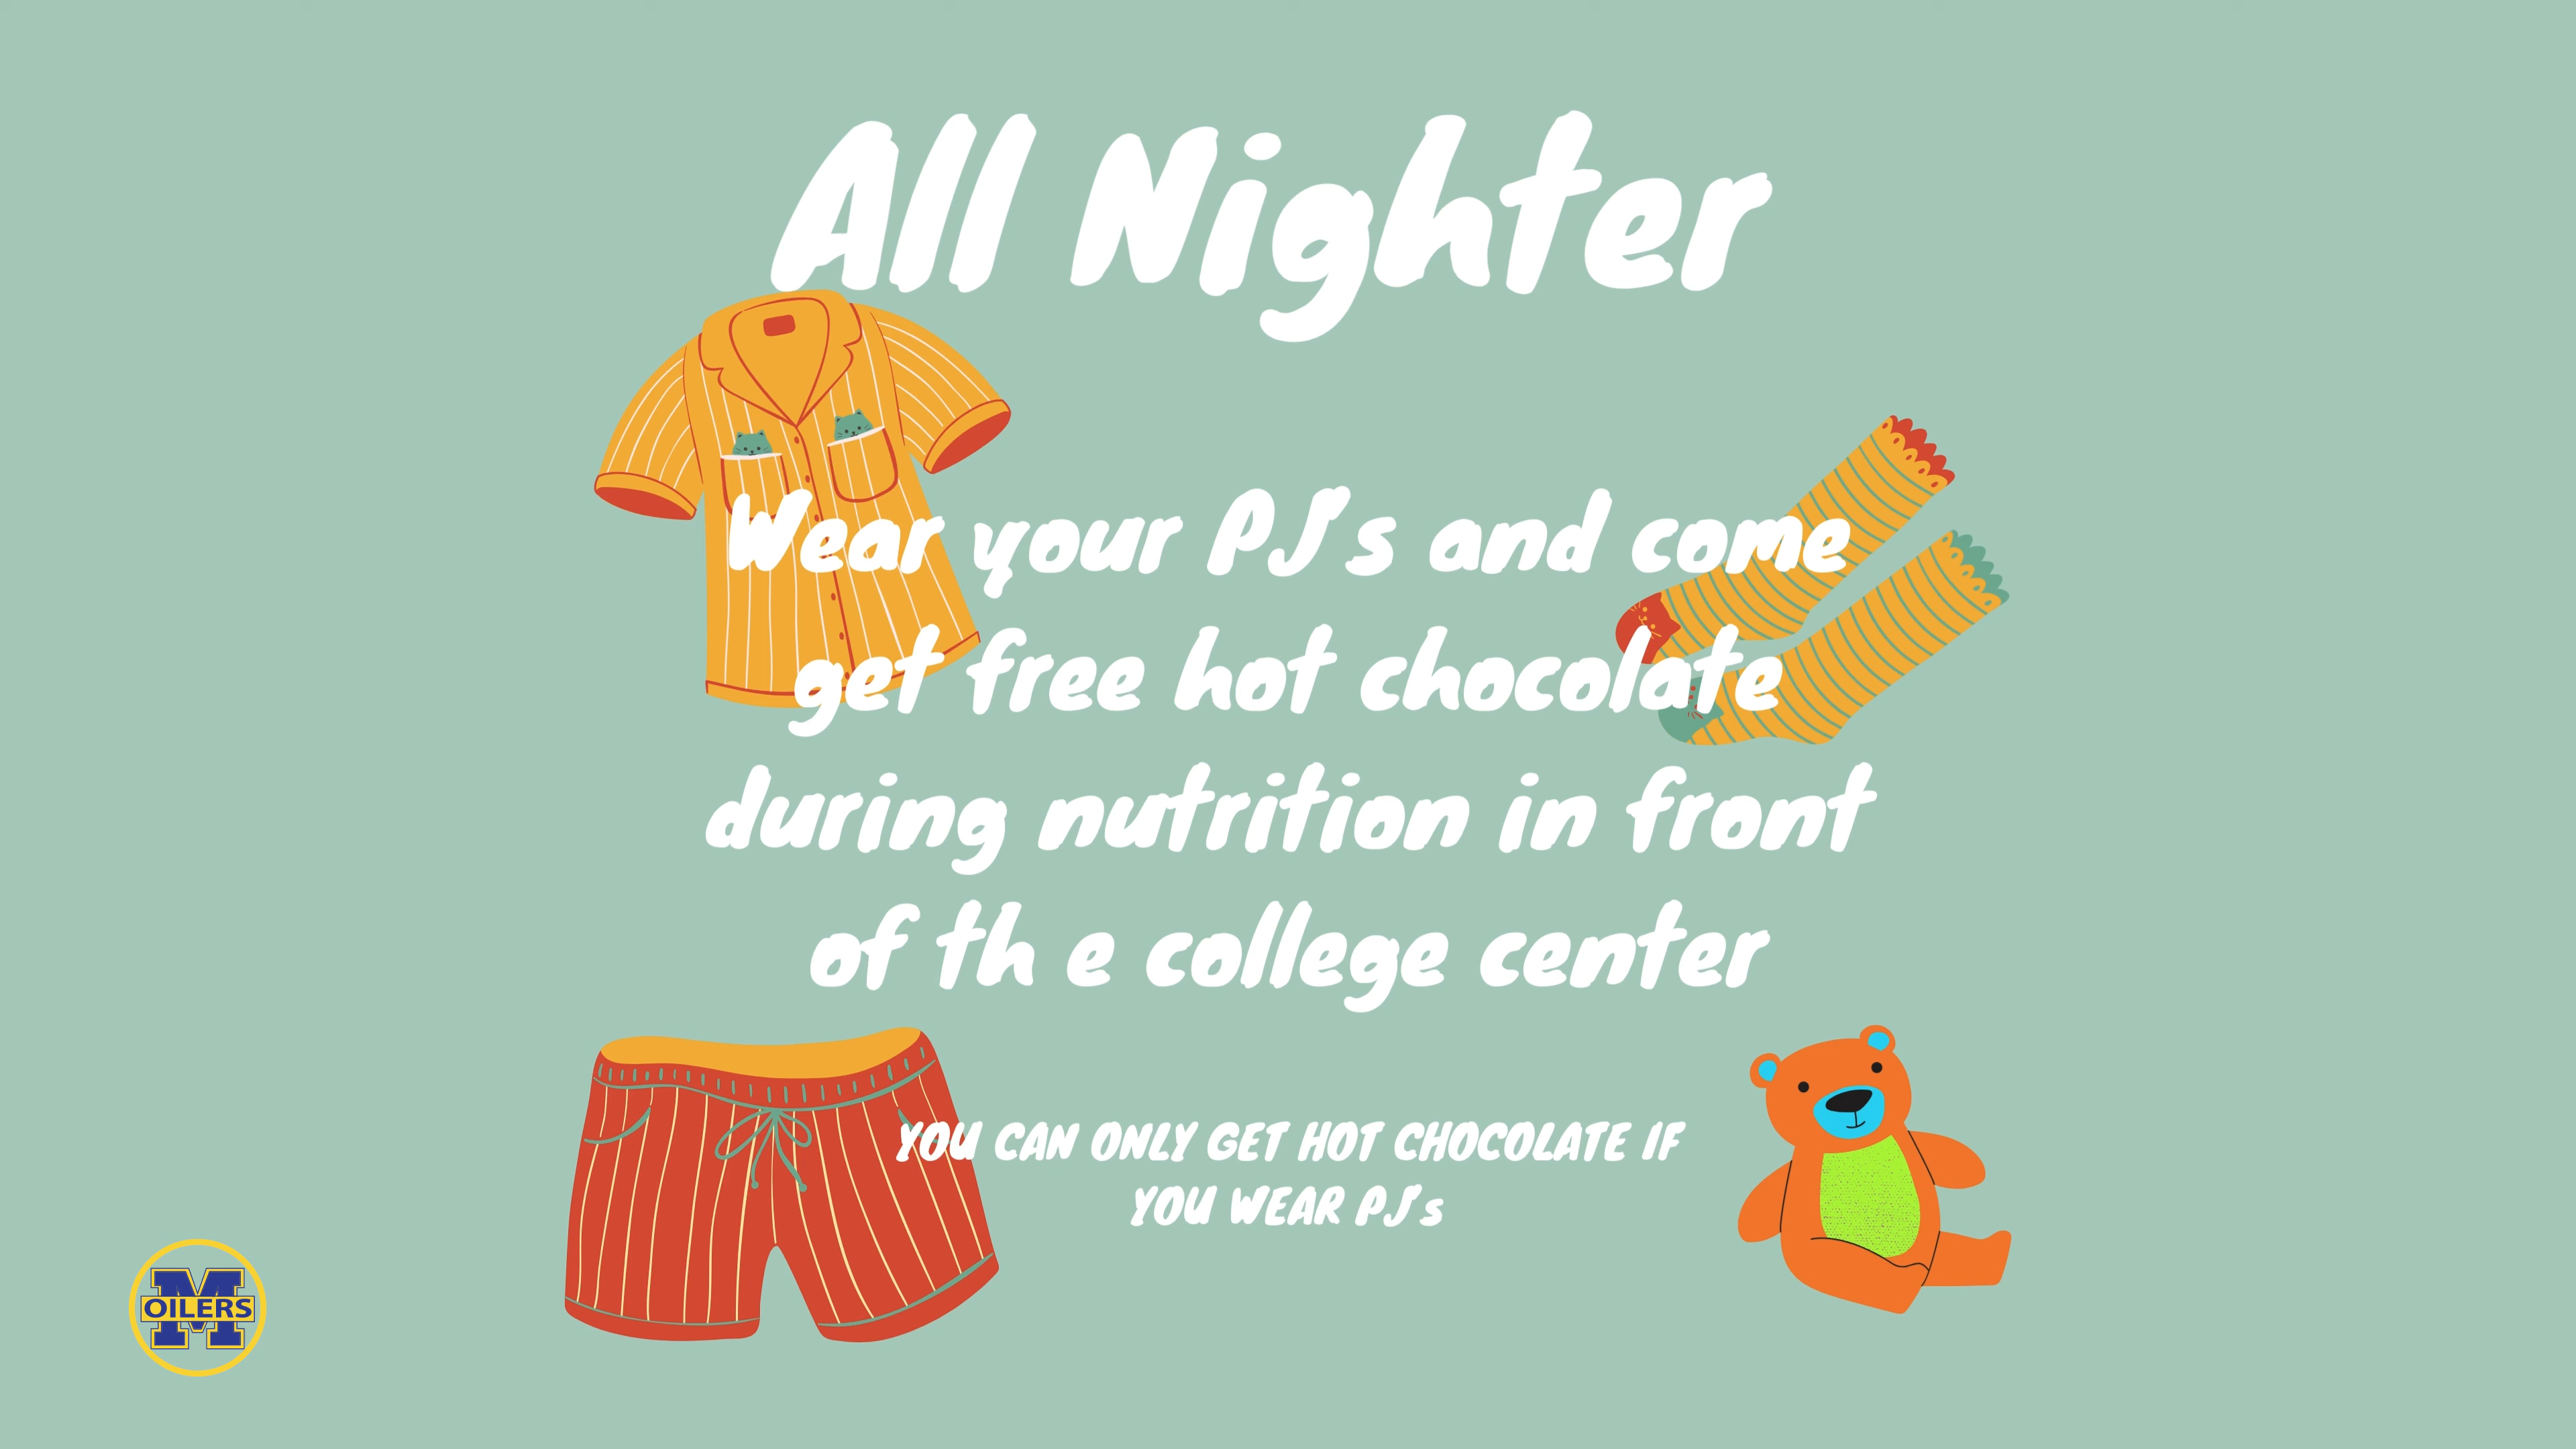 All Nighter
Wear your PJ's and come
get free hot chocolate
during nutrition in front
of th e college center
YOU CAN ONLY GET HOT CHOCOLATE IF
YOU WEAR PJ's
M
OILERS